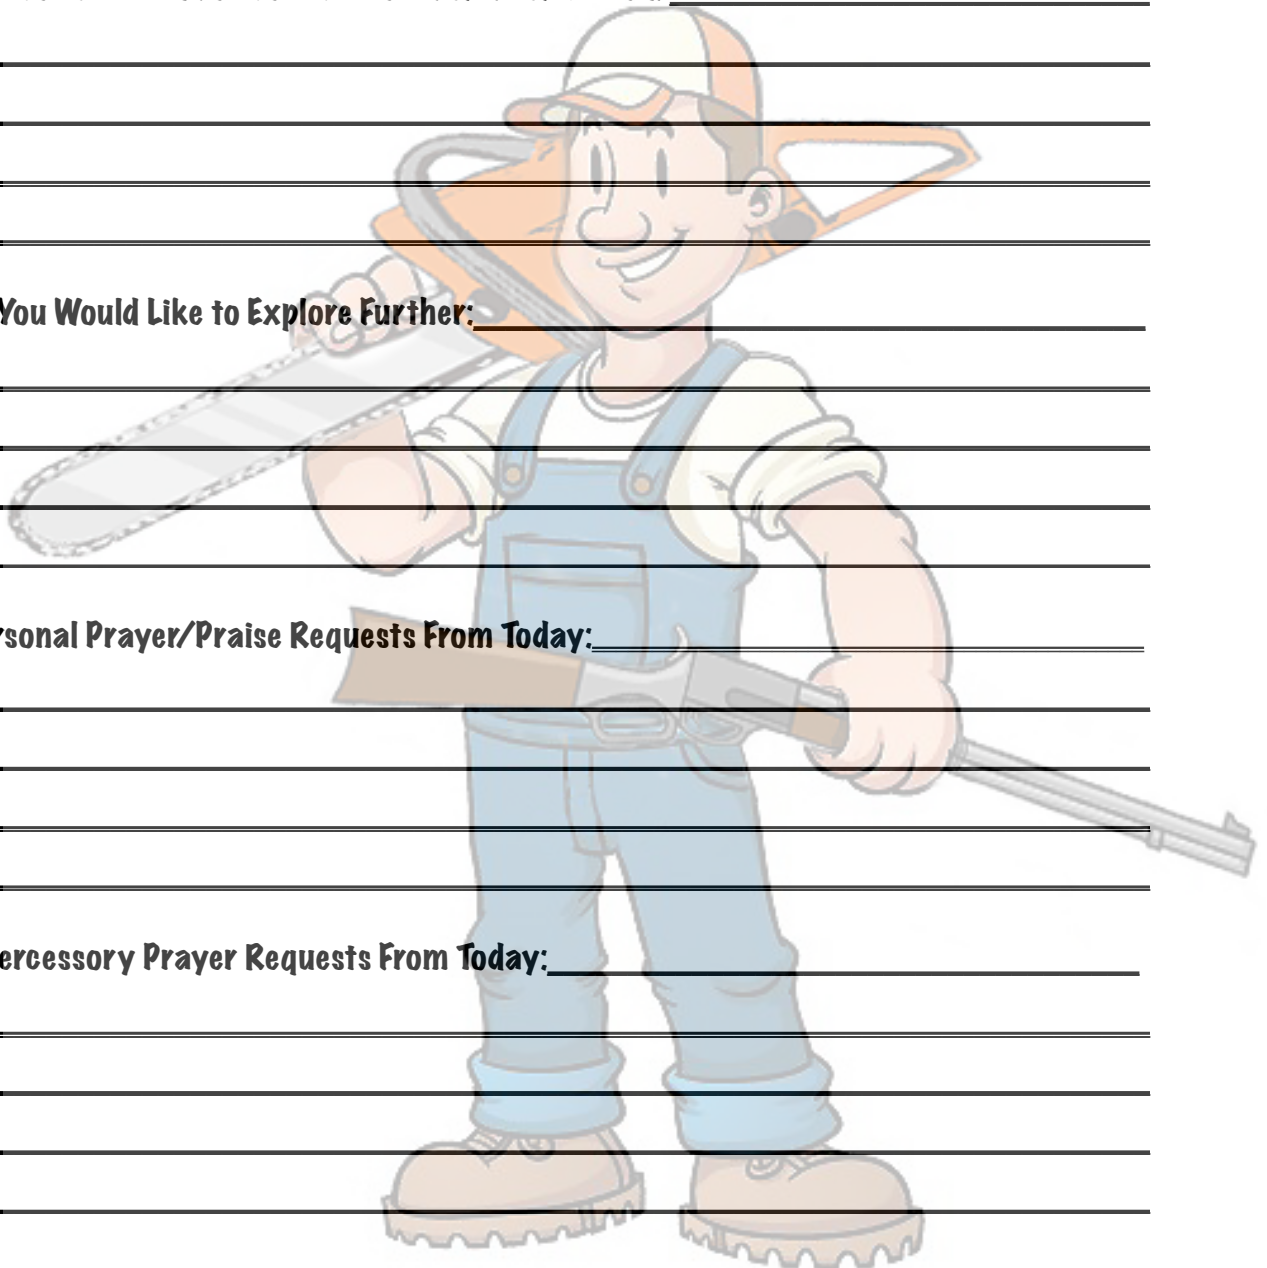 You Would Like to Explore Further:
rsonal Prayer/Praise Requests From Today:
ercessory Prayer Requests From Today: